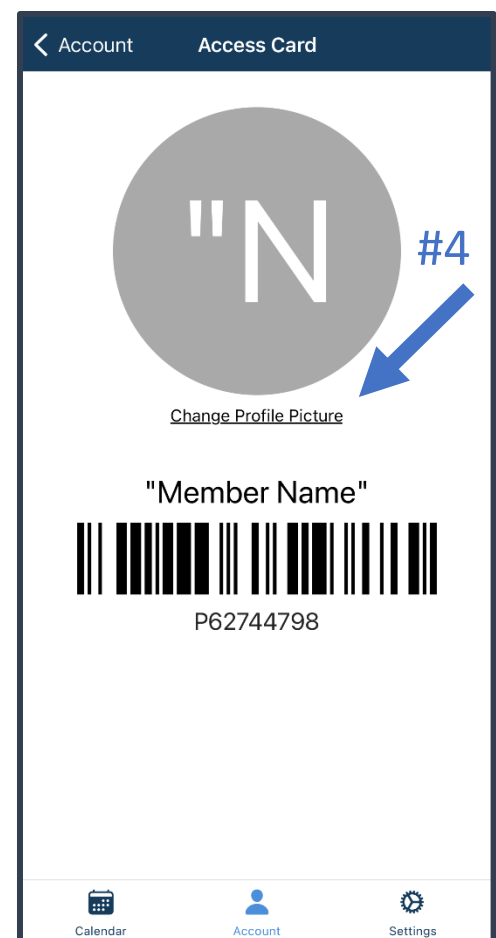 Account Access Card
"N
#4
Change Profile Picture
"Member Name"
P62744798
Calendar Account Settings